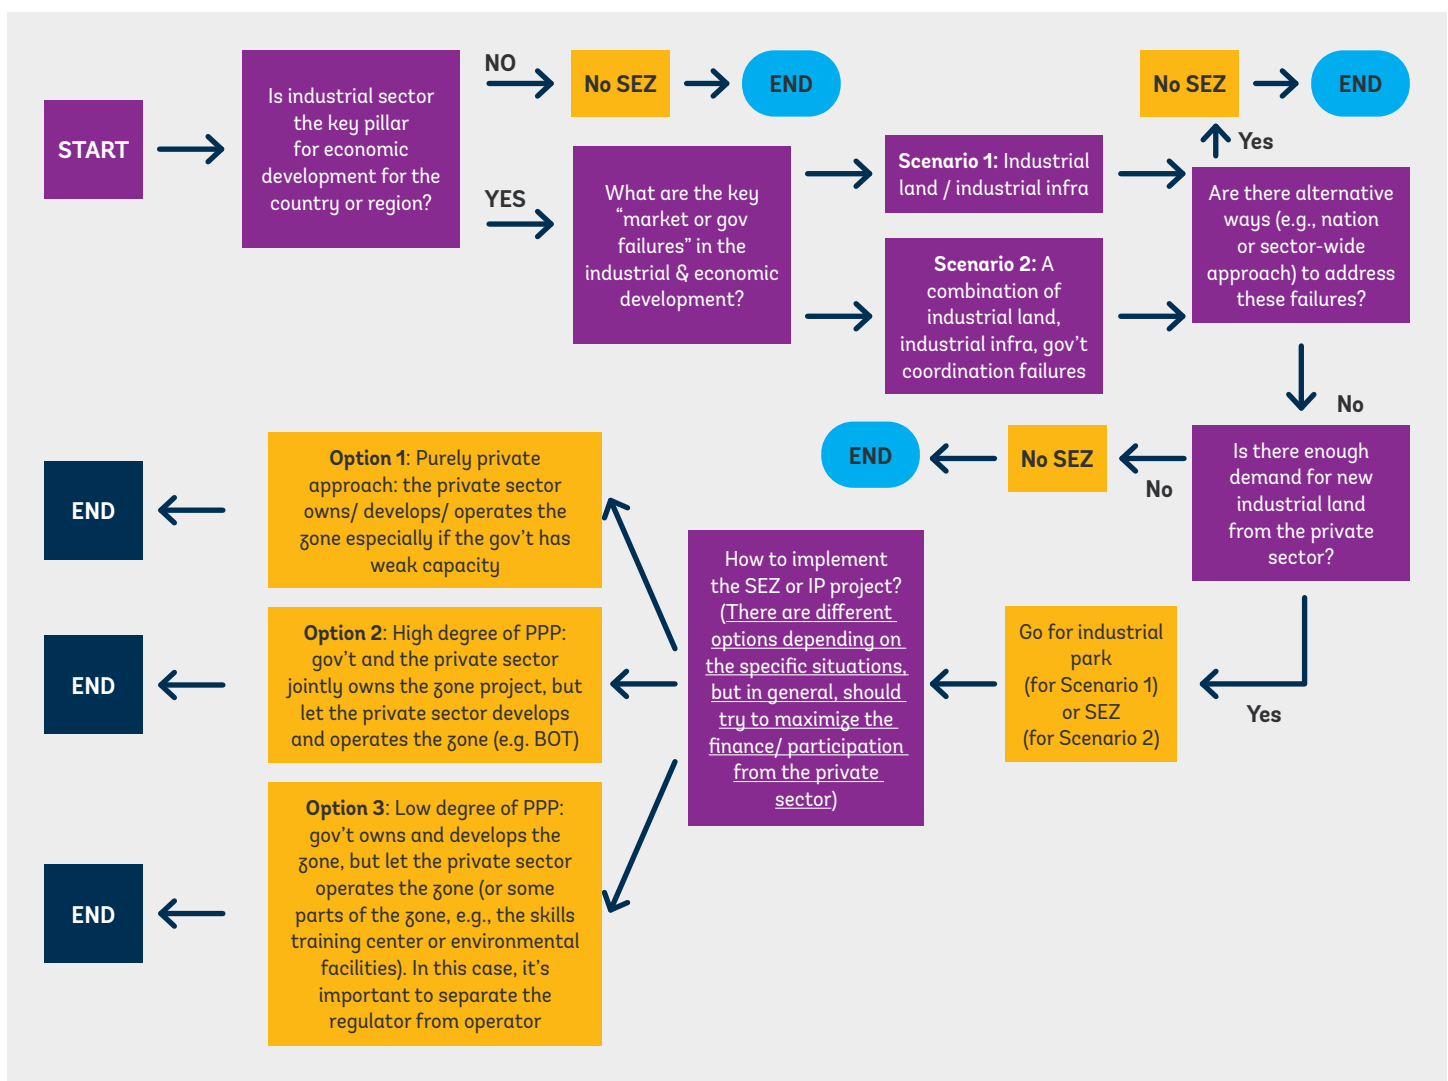 START
Is industrial sector
the key pillar
for economic
development for the
country or region?
NO
No SEZ
END
YES
What are the key
“market or gov
failures” in the
industrial & economic
development?
Scenario 1: Industrial
land / industrial infra
Scenario 2: A
combination of
industrial land,
industrial infra, gov’t
coordination failures
No SEZ
END
Yes
Are there alternative
ways (e.g., nation
or sector-wide
approach) to address
these failures?
No
Is there enough
demand for new
industrial land
from the private
sector?
No
No SEZ
END
Yes
Go for industrial
park
(for Scenario 1)
or SEZ
(for Scenario 2)
How to implement
the SEZ or IP project?
(There are different
options depending on
the specific situations,
but in general, should
try to maximize the
finance/ participation
from the private
sector)
Option 1: Purely private
approach: the private sector
owns/ develops/ operates the
zone especially if the gov’t has
weak capacity
END
Option 2: High degree of PPP:
gov’t and the private sector
jointly owns the zone project, but
let the private sector develops
and operates the zone (e.g. BOT)
END
Option 3: Low degree of PPP:
gov’t owns and develops the
zone, but let the private sector
operates the zone (or some
parts of the zone, e.g., the skills
training center or environmental
facilities). In this case, it’s
important to separate the
regulator from operator
END